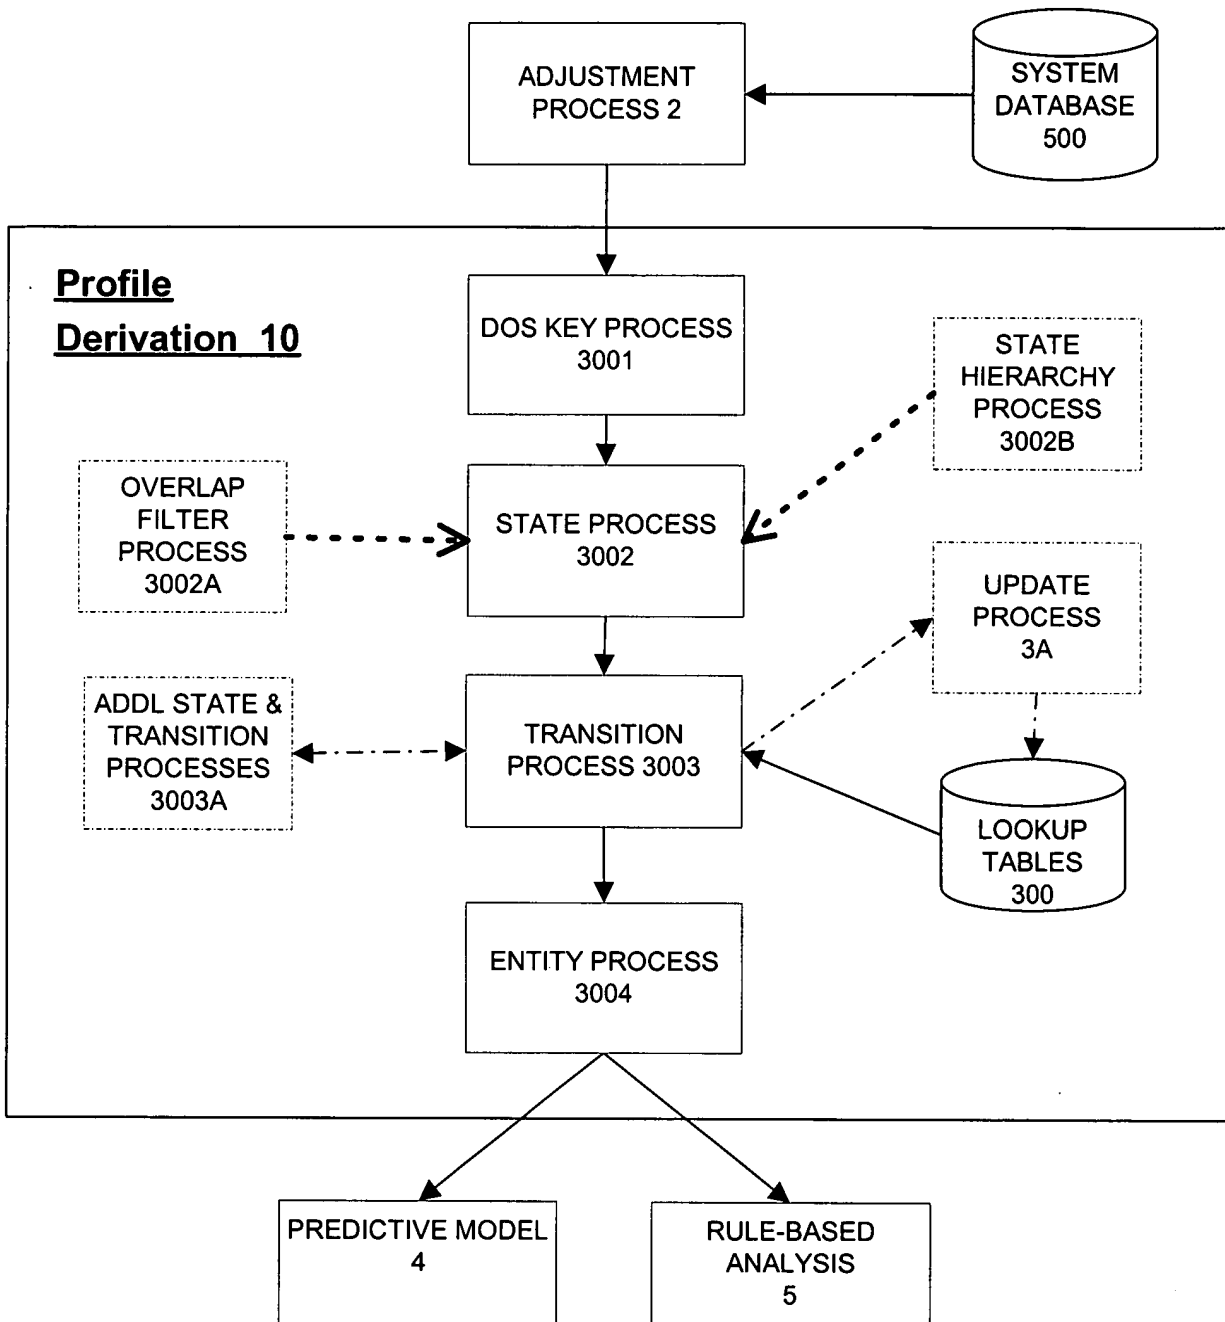 ADJUSTMENT
PROCESS 2
SYSTEM
DATABASE
500
Profile
Derivation 10
DOS KEY PROCESS
3001
STATE
HIERARCHY
PROCESS
3002B
OVERLAP
FILTER
PROCESS
3002A
STATE PROCESS
3002
UPDATE
PROCESS
3A
ADDL STATE &
TRANSITION
PROCESSES
3003A
TRANSITION
PROCESS 3003
LOOKUP
TABLES
300
ENTITY PROCESS
3004
PREDICTIVE MODEL
4
RULE-BASED
ANALYSIS
5